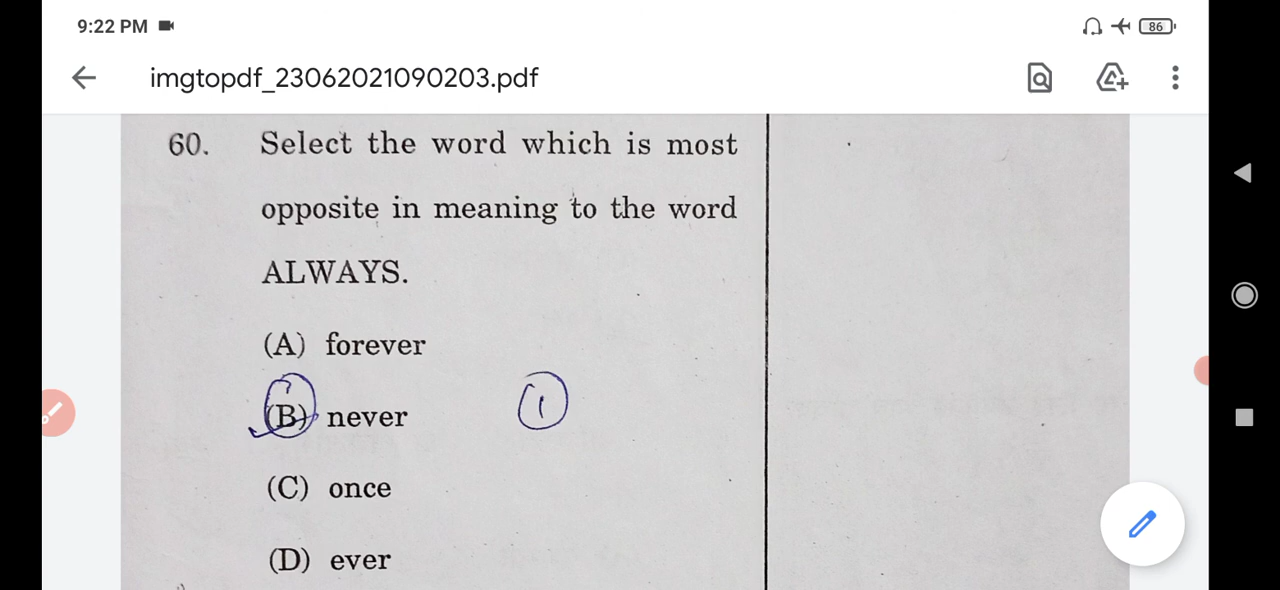 9:22 PM
86
imgtopdf_23062021090203.pdf
60. Select the word which is most
opposite in meaning to the word
ALWAYS.
(A) forever
(B) never
1
(C) once
(D) ever